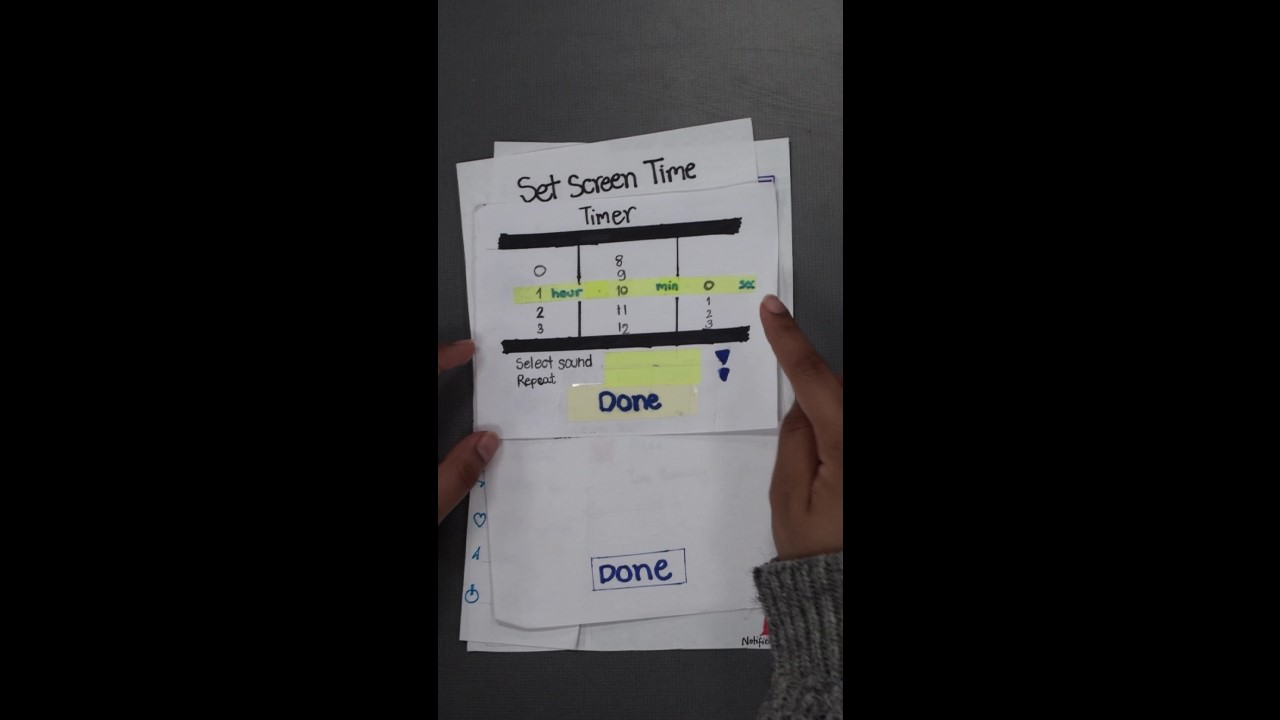 Set Screen Time
Timer
8
0 9
1 hour 10 min 0 sec
2 11 1
2
3 12 3
Select sound
Repeat
Done
Done